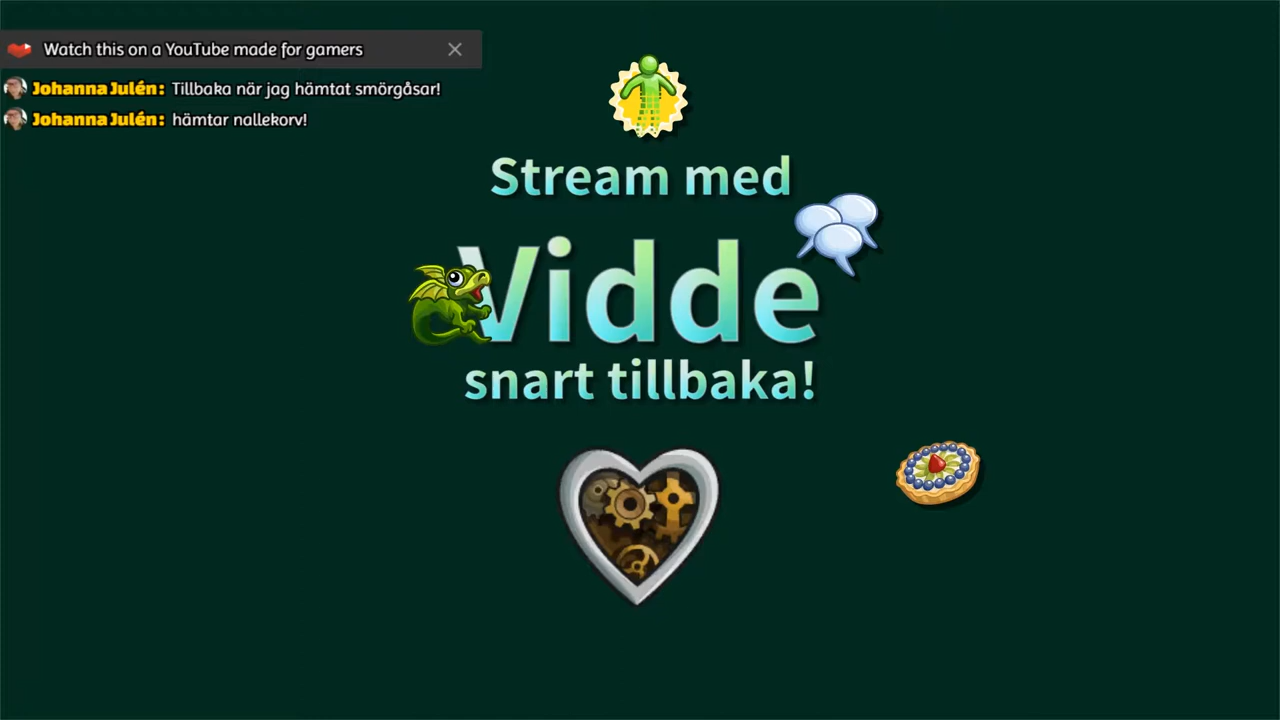 Watch this on a YouTube made for gamers
Johanna Julén: Tillbaka när jag hämtat smörgåsar!
Johanna Julén: hämtar nallekorv!
Stream med
Vidde
snart tillbaka!